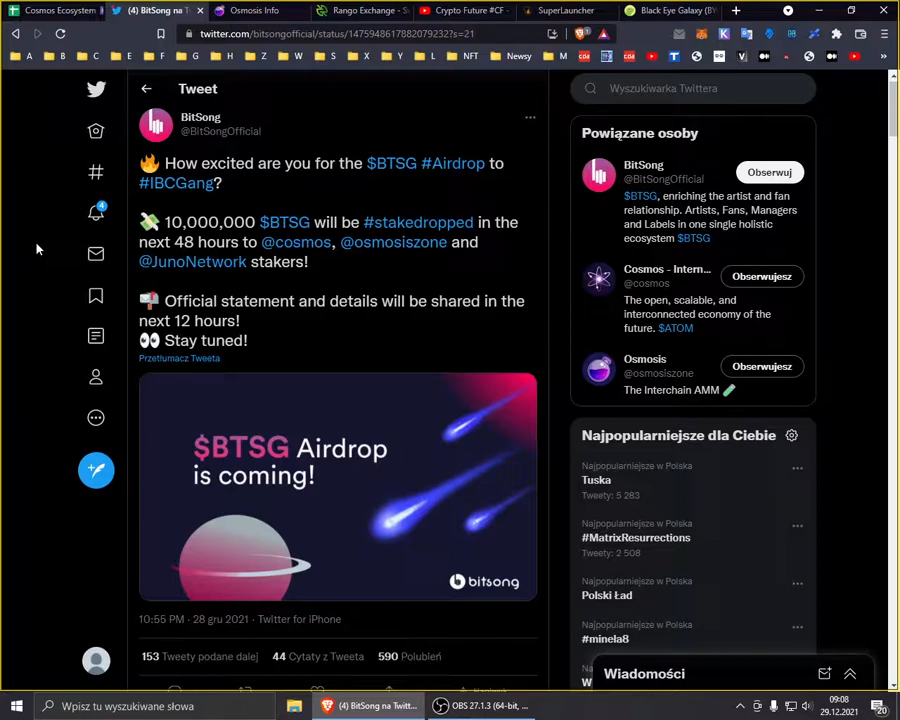 Cosmos Ecosystem
(4) BitSong na T
Osmosis Info
Rango Exchange - S
Crypto Future #CF -
SuperLauncher
Black Eye Galaxy (BY
twitter.com/bitsongofficial/status/1475948617882079232?s=21
A
B
C
E
F
G
H
Z
W
S
X
Y
L
NFT
Newsy
M
Tweet
BitSong
@BitSongOfficial
🔥 How excited are you for the $BTSG #Airdrop to
#IBCGang?
💸 10,000,000 $BTSG will be #stakedropped in the
next 48 hours to @cosmos, @osmosiszone and
@JunoNetwork stakers!
📬 Official statement and details will be shared in the
next 12 hours!
👀 Stay tuned!
Przetłumacz Tweeta
$BTSG Airdrop
is coming!
bitsong
10:55 PM · 28 gru 2021 · Twitter for iPhone
153 Tweety podane dalej 44 Cytaty z Tweeta 590 Polubień
4
Wyszukiwarka Twittera
Powiązane osoby
BitSong
@BitSongOfficial
Obserwuj
$BTSG, enriching the artist and fan
relationship. Artists, Fans, Managers
and Labels in one single holistic
ecosystem $BTSG
Cosmos - Intern...
@cosmos
Obserwujesz
The open, scalable, and
interconnected economy of the
future. $ATOM
Osmosis
@osmosiszone
Obserwujesz
The Interchain AMM 🧪
Najpopularniejsze dla Ciebie
Najpopularniejsze w Polska
Tuska
Tweety: 5 283
Najpopularniejsze w Polska
#MatrixResurrections
Tweety: 2 508
Najpopularniejsze w Polska
Polski Ład
Najpopularniejsze w Polska
#minela8
Wiadomości
Wpisz tu wyszukiwane słowa
(4) BitSong na Twitt...
OBS 27.1.3 (64-bit, ...
09:08
29.12.2021
20